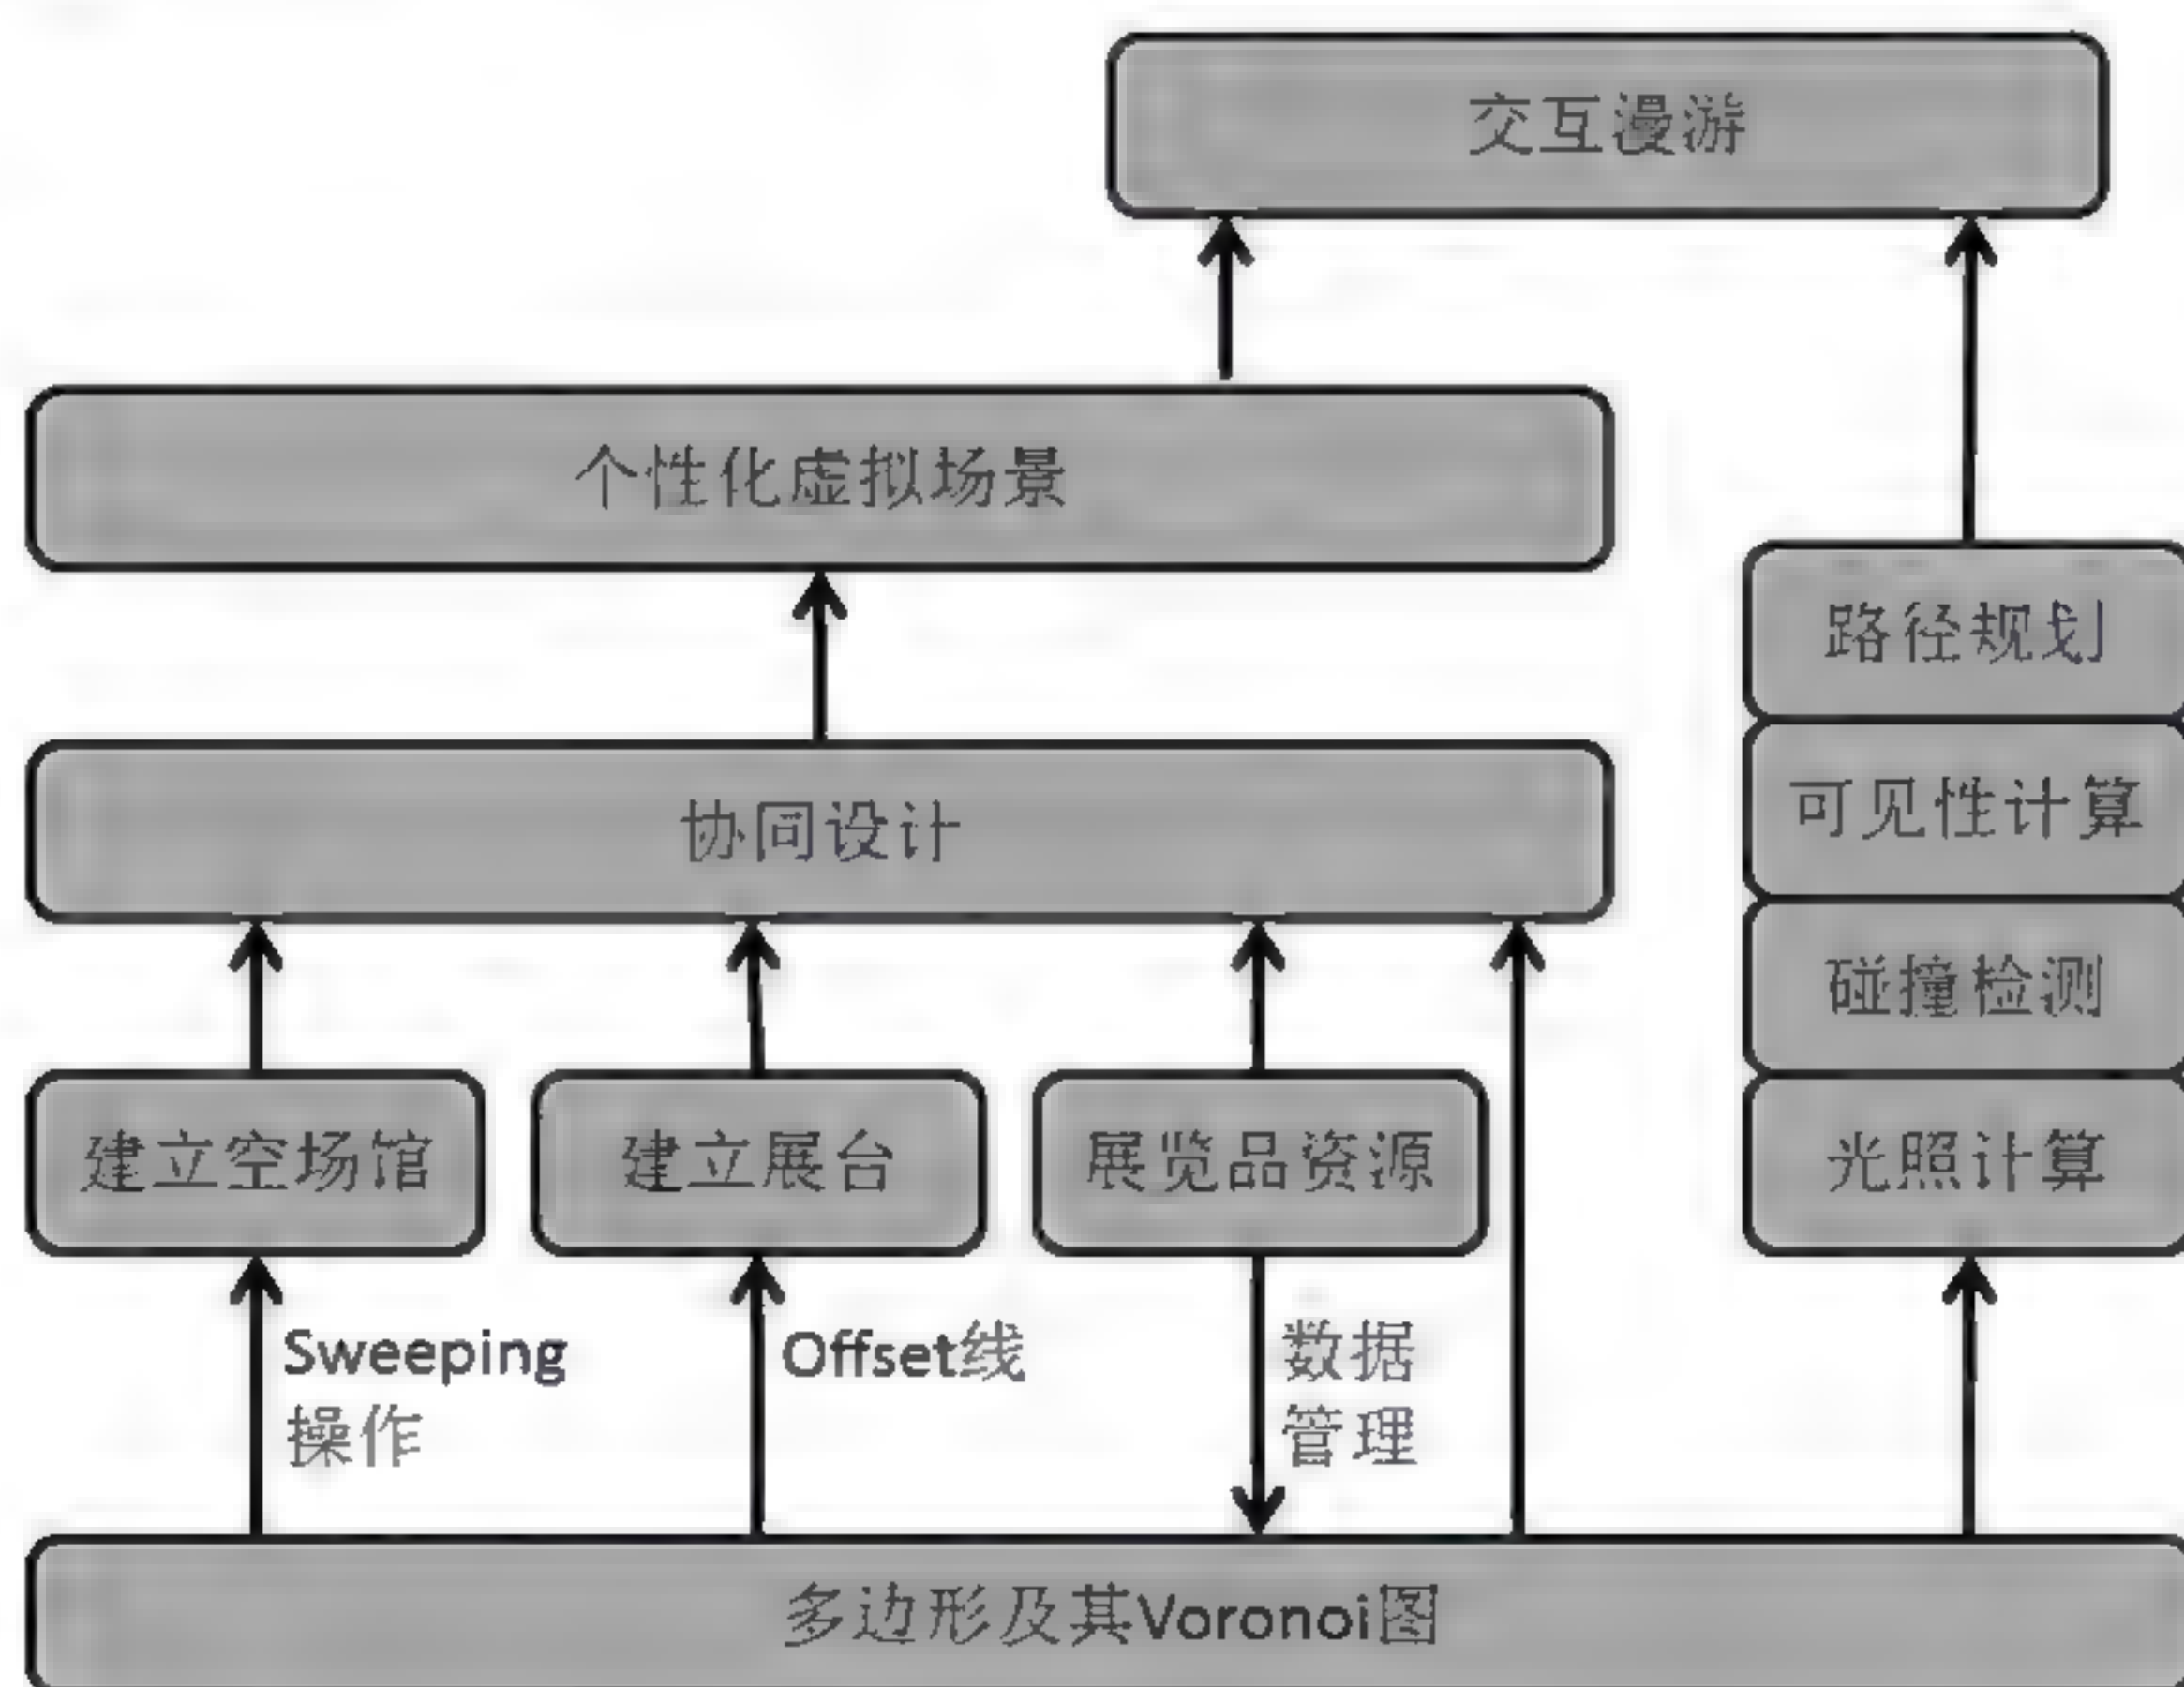 交互漫游
个性化虚拟场景
路径规划
协同设计
可见性计算
碰撞检测
建立空场馆
建立展台
展览品资源
光照计算
Sweeping
操作
Offset线
数据
管理
多边形及其Voronoi图